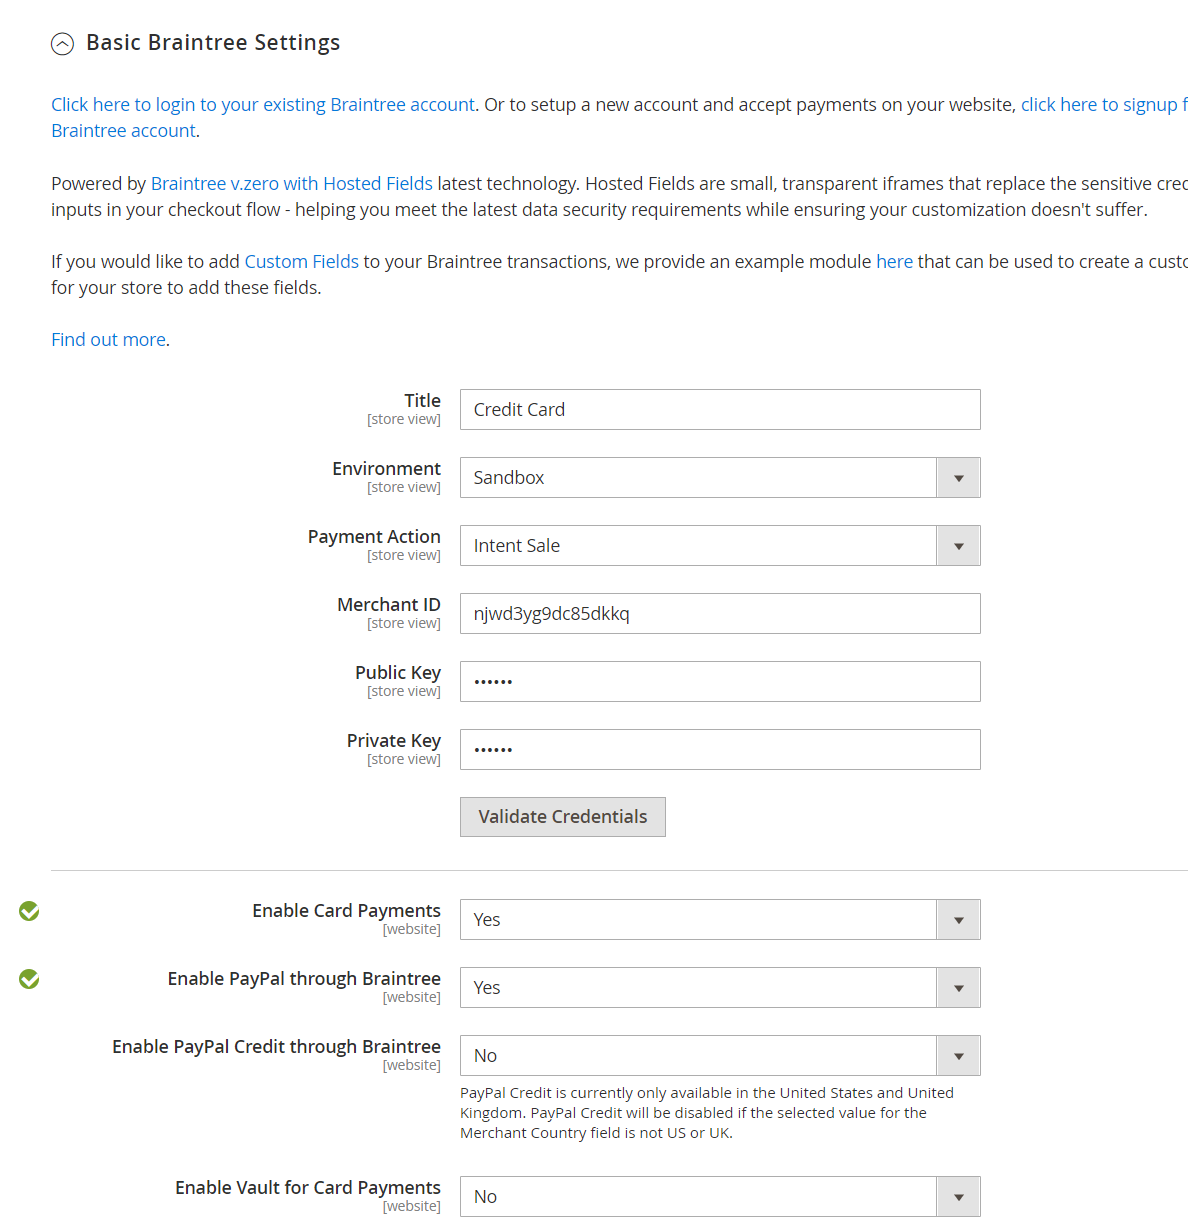 Basic Braintree Settings
Click here to login to your existing Braintree account. Or to setup a new account and accept payments on your website, click here to signup f
Braintree account.
Powered by Braintree v.zero with Hosted Fields latest technology. Hosted Fields are small, transparent iframes that replace the sensitive cred
inputs in your checkout flow - helping you meet the latest data security requirements while ensuring your customization doesn't suffer.
If you would like to add Custom Fields to your Braintree transactions, we provide an example module here that can be used to create a custo
for your store to add these fields.
Find out more.
Title
[store view]
Credit Card
Environment
[store view]
Sandbox
Payment Action
[store view]
Intent Sale
Merchant ID
[store view]
njwd3yg9dc85dkkq
Public Key
[store view]
••••••
Private Key
[store view]
••••••
Validate Credentials
Enable Card Payments
[website]
Yes
Enable PayPal through Braintree
[website]
Yes
Enable PayPal Credit through Braintree
[website]
No
PayPal Credit is currently only available in the United States and United
Kingdom. PayPal Credit will be disabled if the selected value for the
Merchant Country field is not US or UK.
Enable Vault for Card Payments
[website]
No